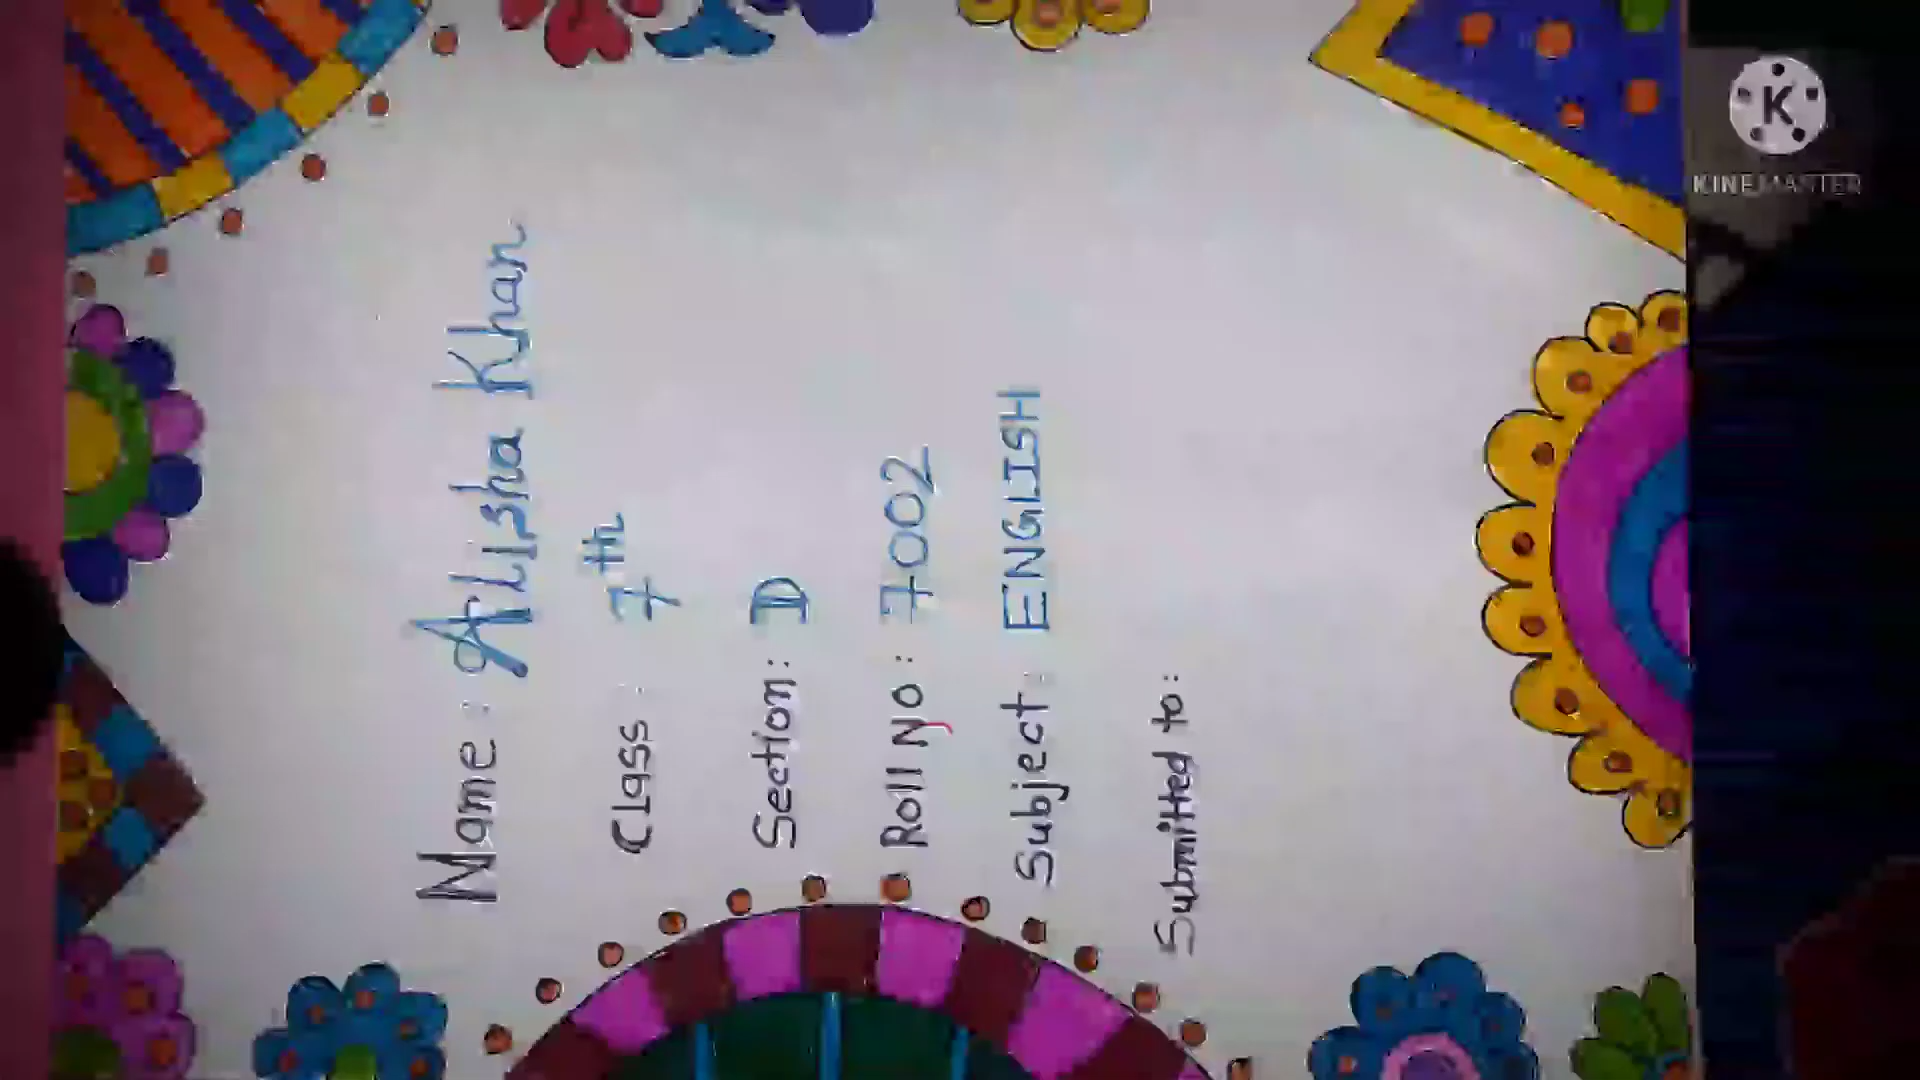 Name: Alisha Khan
Class: 7th
Section: D
Roll No: 7002
Subject: ENGLISH
Submitted to:
K
KINEMASTER